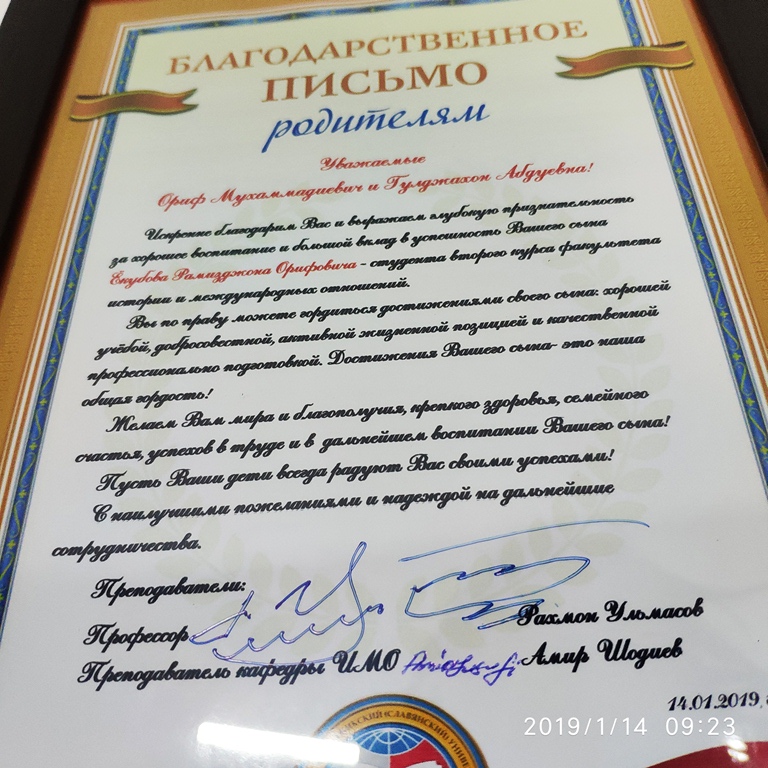 БЛАГОДАРСТВЕННОЕ
ПИСЬМО
родителям
Уважаемые
Ориф Мухаммадиевич и Гулджахон Абдуевна!
Искренне благодарим Вас и выражаем глубокую признательность
за хорошее воспитание и большой вклад в успешность Вашего сына
Ёкубова Рамизджона Орифовича - студента второго курса факультета
истории и международных отношений.
Вы по праву можете гордиться достижениями своего сына: хорошей
учёбой, добросовестной, активной жизненной позицией и качественной
профессионально подготовкой. Достижения Вашего сына- это наша
общая гордость!
Желаем Вам мира и благополучия, крепкого здоровья, семейного
счастья, успехов в труде и в дальнейшем воспитании Вашего сына!
Пусть Ваши дети всегда радуют Вас своими успехами!
С наилучшими пожеланиями и надеждой на дальнейшие
сотрудничества.
Преподаватели:
Профессор Рахмон Ульмасов
Преподаватель кафедры ИМО Амир Шодиев
14.01.2019.
(СЛАВЯНСКИЙ)
2019/1/14 09:23